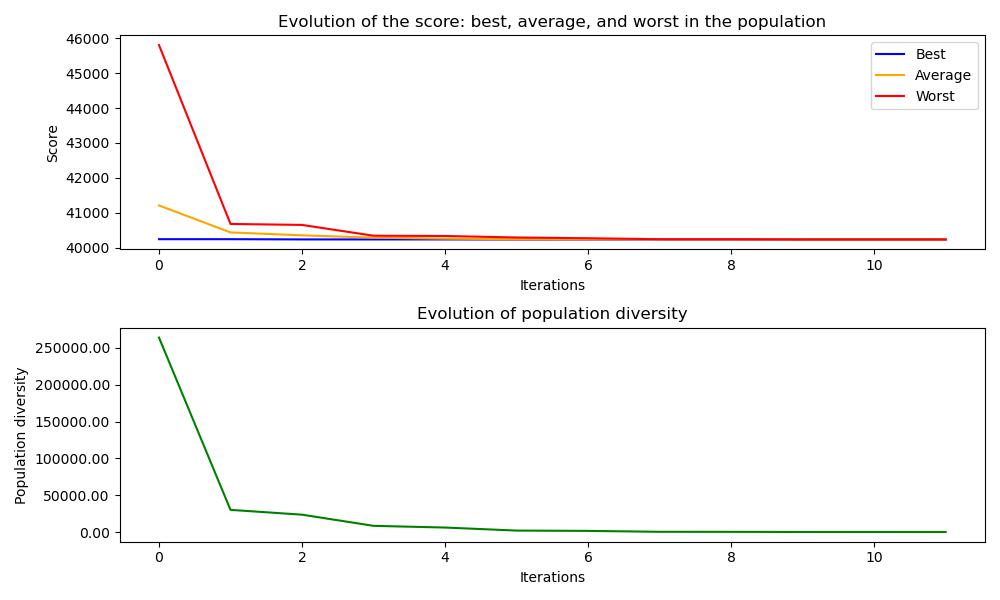 Evolution of the score: best, average, and worst in the population
46000
45000
44000
43000
42000
41000
40000
Score
Best
Average
Worst
0 2 4 6 8 10
Iterations
Evolution of population diversity
250000.00
200000.00
150000.00
100000.00
50000.00
0.00
Population diversity
0 2 4 6 8 10
Iterations